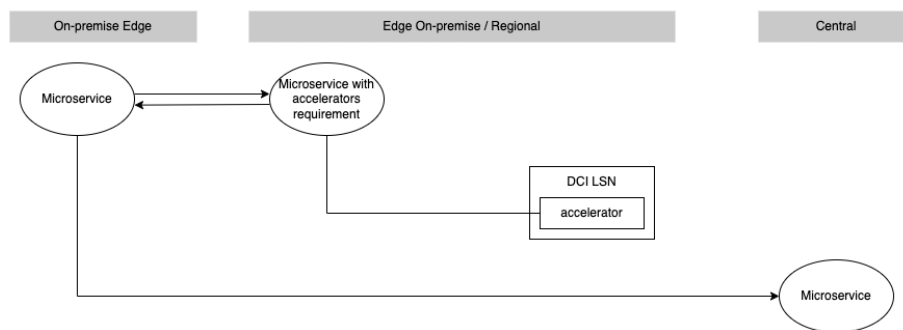 On-premise Edge
Edge On-premise / Regional
Central
Microservice
Microservice with
accelerators
requirement
DCI LSN
accelerator
Microservice